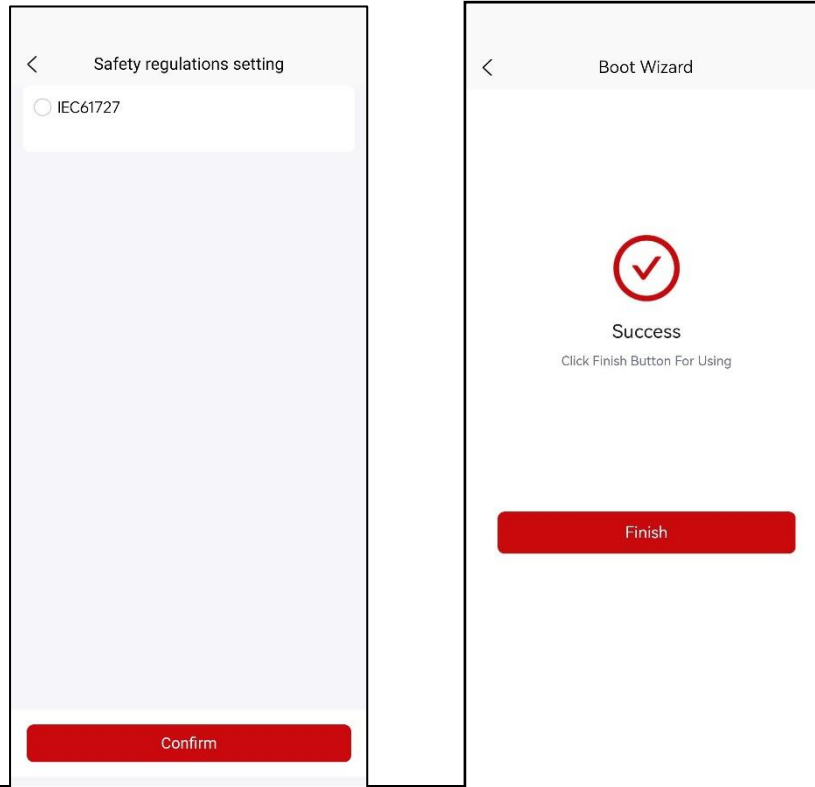 Safety regulations setting
IEC61727
Confirm
Boot Wizard
Success
Click Finish Button For Using
Finish